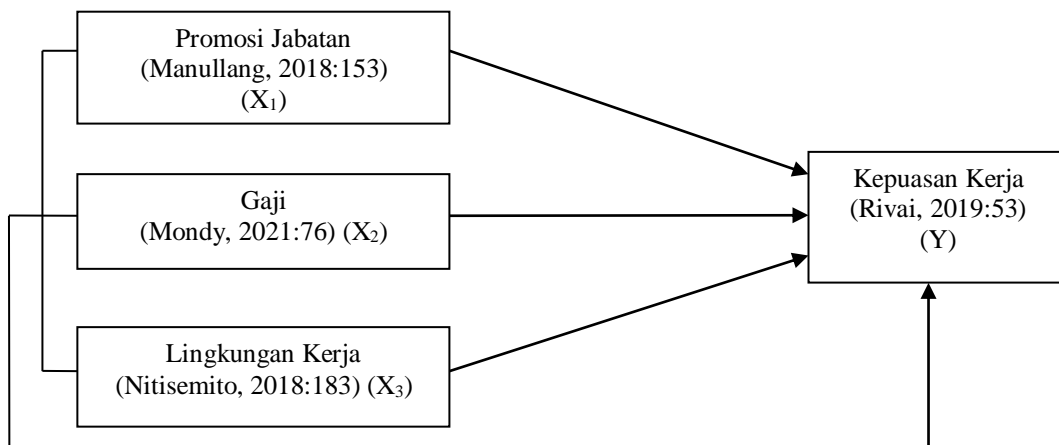 Promosi Jabatan
(Manullang, 2018:153)
(X₁)
Gaji
(Mondy, 2021:76) (X₂)
Lingkungan Kerja
(Nitisemito, 2018:183) (X₃)
Kepuasan Kerja
(Rivai, 2019:53)
(Y)